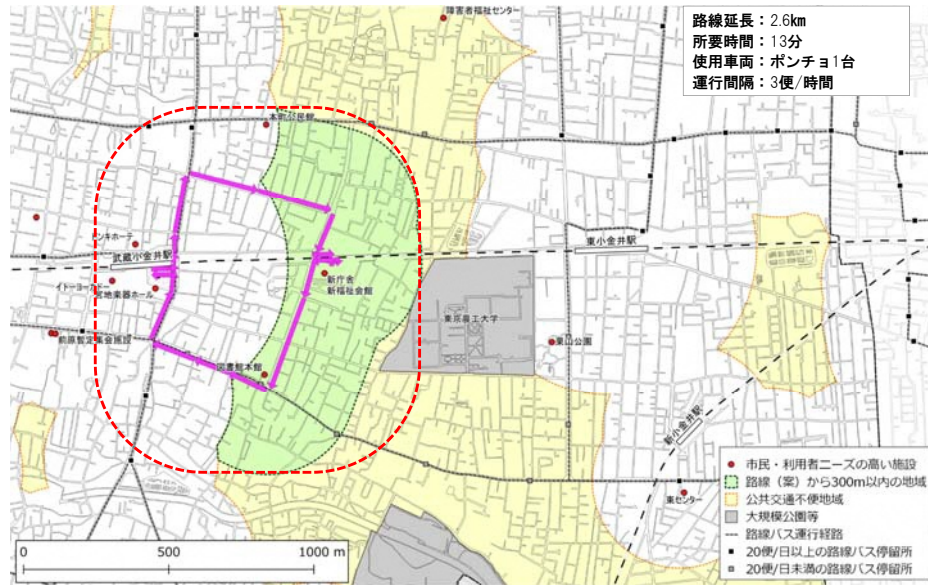 障害者福祉センター
路線延長：2.6km
所要時間：13分
使用車両：ポンチョ1台
運行間隔：3便/時間
本町公民館
ンキホーテ
武蔵小金井駅
東小金井駅
イトーヨーカドー
宮地楽器ホール
新庁舎
新福祉会館
東京農工大学
栗山公園
前原暫定集会施設
図書館本館
新小金井駅
東センター
市民・利用者ニーズの高い施設
路線（案）から300m以内の地域
公共交通不便地域
大規模公園等
路線バス運行経路
20便/日以上の路線バス停留所
20便/日未満の路線バス停留所
0 500 1000 m